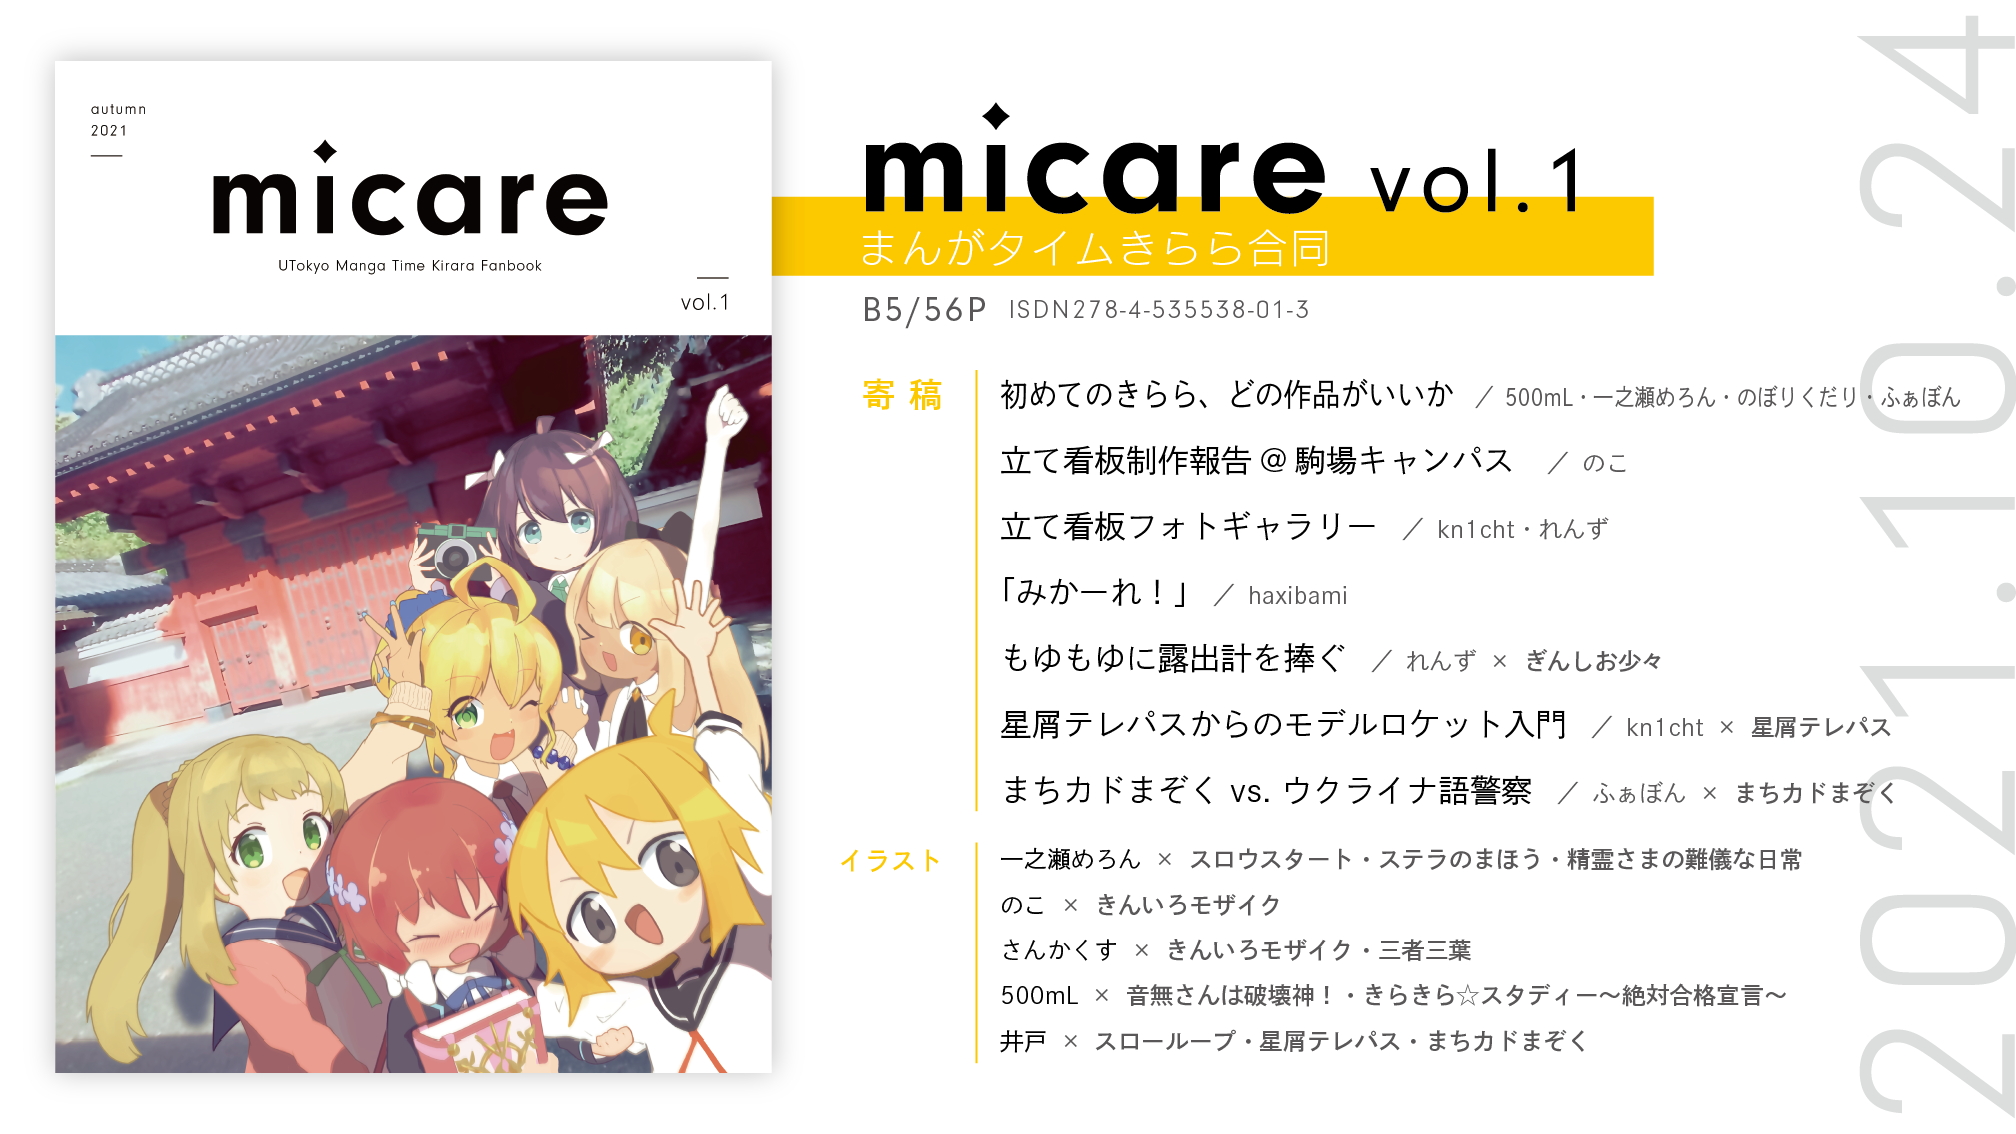 autumn
2021
micare
UTokyo Manga Time Kirara Fanbook
vol.1
micare vol.1
まんがタイムきらら合同
B5/56P ISDN278-4-535538-01-3
寄稿
初めてのきらら、どの作品がいいか / 500mL・一之瀬めろん・のぼりくだり・ふぁぼん
立て看板制作報告@駒場キャンパス / のこ
立て看板フォトギャラリー / kn1cht・れんず
「みかーれ!」 / haxibami
もゆもゆに露出計を捧ぐ / れんず × ぎんしお少々
星屑テレパスからのモデルロケット入門 / kn1cht × 星屑テレパス
まちカドまぞく vs. ウクライナ語警察 / ふぁぼん × まちカドまぞく
イラスト
一之瀬めろん × スロウスタート・ステラのまほう・精霊さまの難儀な日常
のこ × きんいろモザイク
さんかくす × きんいろモザイク・三者三葉
500mL × 音無さんは破壊神!・きらきら☆スタディー〜絶対合格宣言〜
井戸 × スローループ・星屑テレパス・まちカドまぞく
2021.10.24